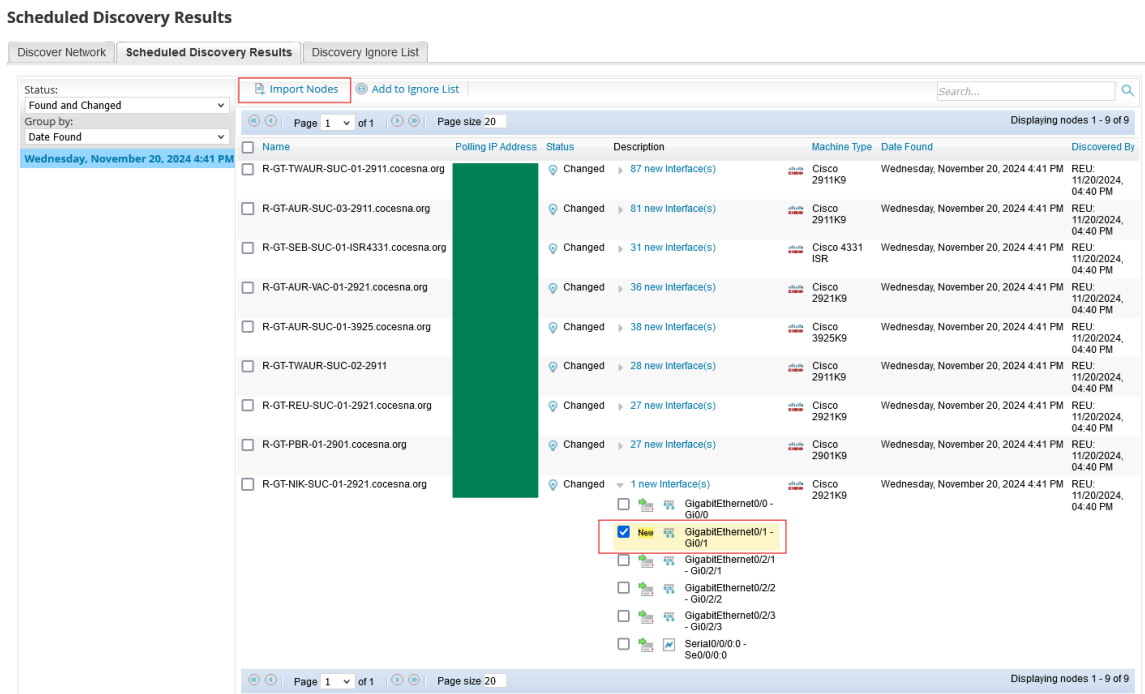 Scheduled Discovery Results
Discover Network
Scheduled Discovery Results
Discovery Ignore List
Status:
Found and Changed
Group by:
Date Found
Wednesday, November 20, 2024 4:41 PM
Import Nodes
Add to Ignore List
Search...
Page 1 of 1
Page size 20
Displaying nodes 1 - 9 of 9
Name Polling IP Address Status Description Machine Type Date Found Discovered By
R-GT-TWAUR-SUC-01-2911.cocesna.org Changed 87 new Interface(s) Cisco Wednesday, November 20, 2024 4:41 PM REU:
2911K9 11/20/2024,
04:40 PM
R-GT-AUR-SUC-03-2911.cocesna.org Changed 81 new Interface(s) Cisco Wednesday, November 20, 2024 4:41 PM REU:
2911K9 11/20/2024,
04:40 PM
R-GT-SEB-SUC-01-ISR4331.cocesna.org Changed 31 new Interface(s) Cisco 4331 Wednesday, November 20, 2024 4:41 PM REU:
ISR 11/20/2024,
04:40 PM
R-GT-AUR-VAC-01-2921.cocesna.org Changed 36 new Interface(s) Cisco Wednesday, November 20, 2024 4:41 PM REU:
2921K9 11/20/2024,
04:40 PM
R-GT-AUR-SUC-01-3925.cocesna.org Changed 38 new Interface(s) Cisco Wednesday, November 20, 2024 4:41 PM REU:
3925K9 11/20/2024,
04:40 PM
R-GT-TWAUR-SUC-02-2911 Changed 28 new Interface(s) Cisco Wednesday, November 20, 2024 4:41 PM REU:
2911K9 11/20/2024,
04:40 PM
R-GT-REU-SUC-01-2921.cocesna.org Changed 27 new Interface(s) Cisco Wednesday, November 20, 2024 4:41 PM REU:
2921K9 11/20/2024,
04:40 PM
R-GT-PBR-01-2901.cocesna.org Changed 27 new Interface(s) Cisco Wednesday, November 20, 2024 4:41 PM REU:
2901K9 11/20/2024,
04:40 PM
R-GT-NIK-SUC-01-2921.cocesna.org Changed 1 new Interface(s) Cisco Wednesday, November 20, 2024 4:41 PM REU:
2921K9 11/20/2024,
04:40 PM
GigabitEthernet0/0 -
Gi0/0
New GigabitEthernet0/1 -
Gi0/1
GigabitEthernet0/2/1
- Gi0/2/1
GigabitEthernet0/2/2
- Gi0/2/2
GigabitEthernet0/2/3
- Gi0/2/3
Serial0/0/0:0 -
Se0/0/0:0
Page 1 of 1
Page size 20
Displaying nodes 1 - 9 of 9